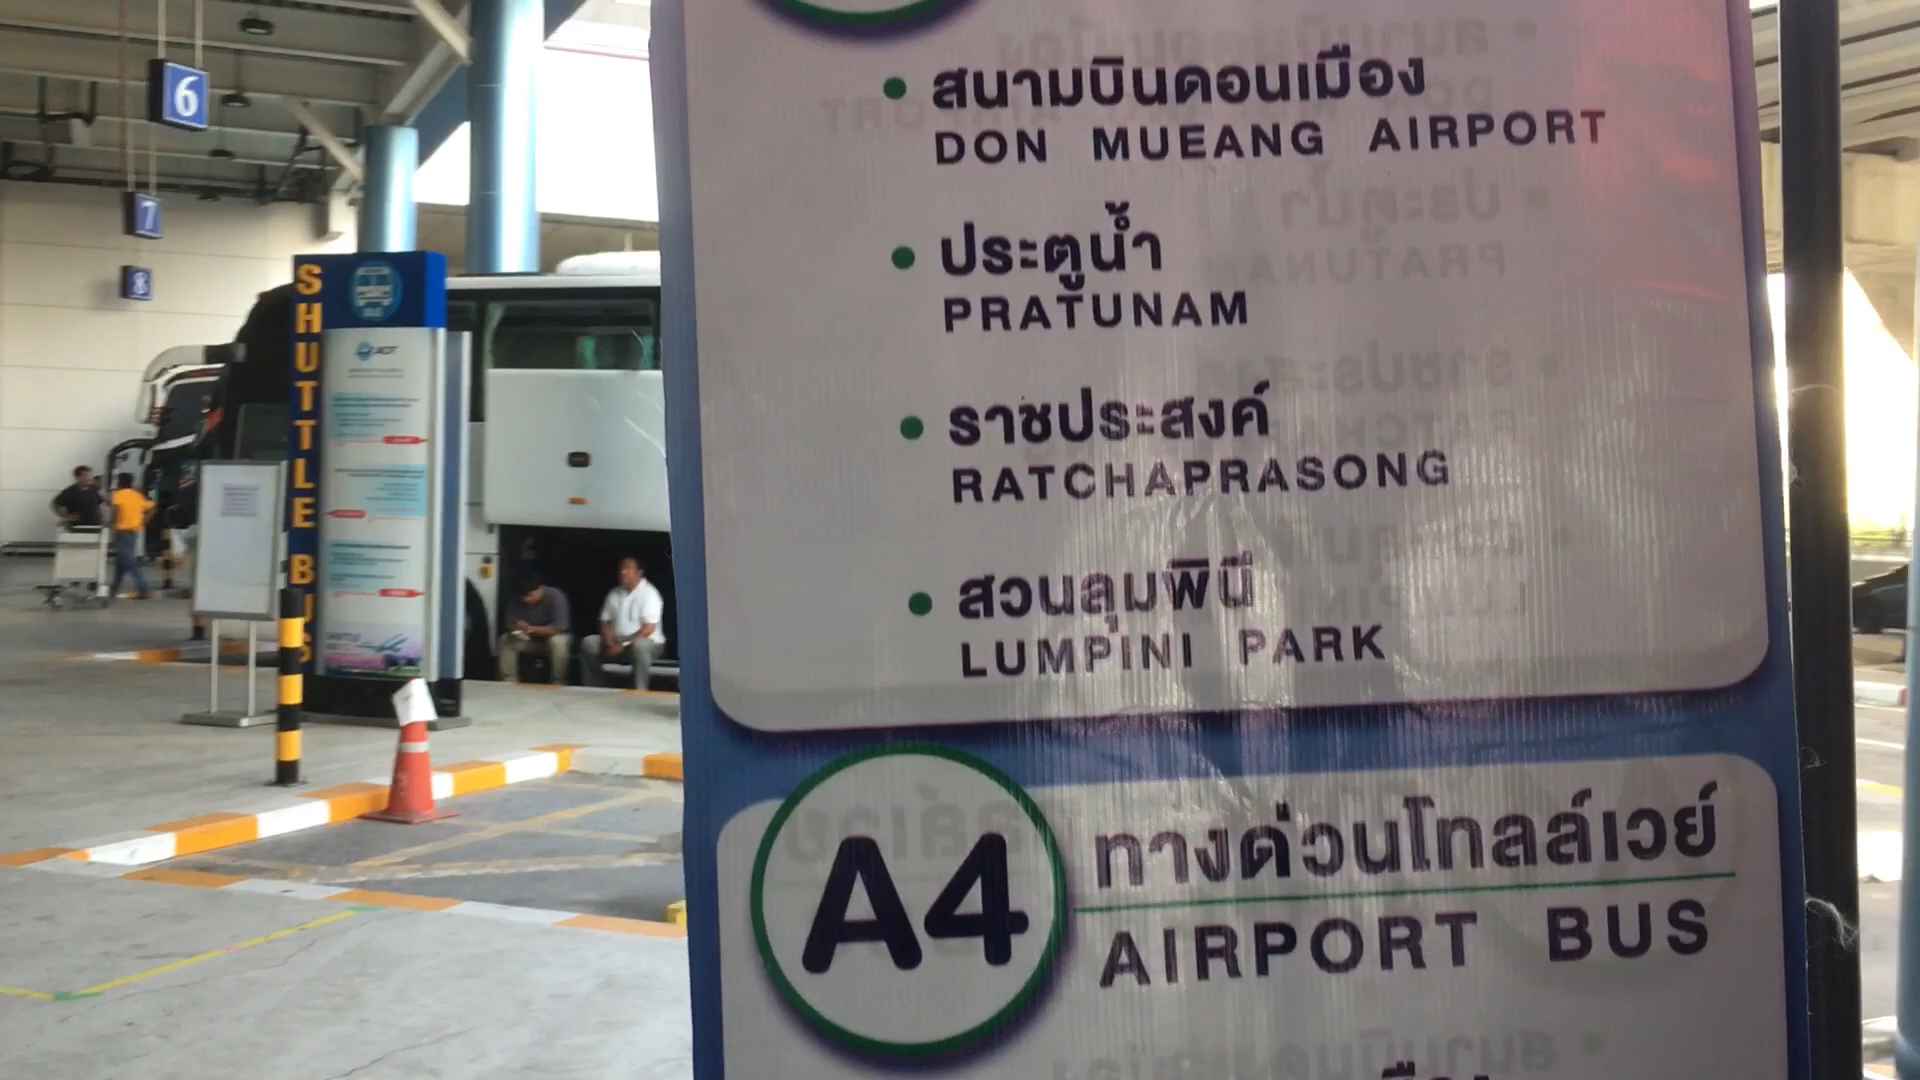 6
7
8
SHUTTLE BUS
AOT
• สนามบินดอนเมือง
DON MUEANG AIRPORT
• ประตูน้ำ
PRATUNAM
• ราชประสงค์
RATCHAPRASONG
• สวนลุมพินี
LUMPINI PARK
A4
ทางด่วนโทลล์เวย์
AIRPORT BUS